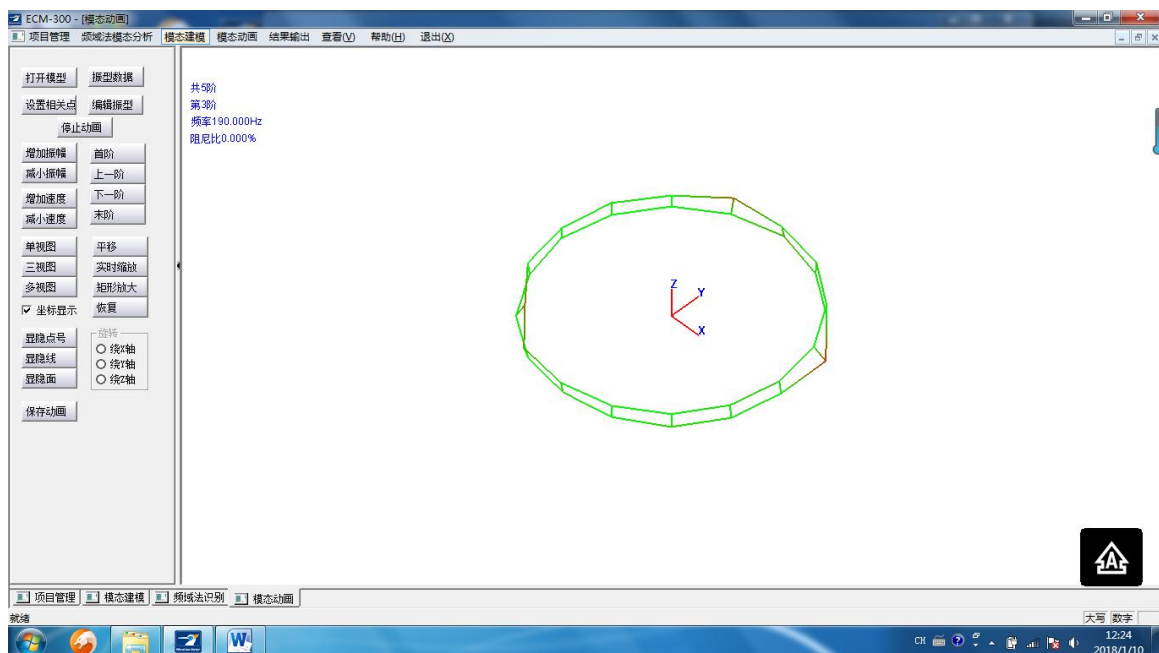 ECM-300 - [模态动画]
项目管理 频域法模态分析 模态建模 模态动画 结果输出 查看(V) 帮助(H) 退出(X)
打开模型 振型数据
设置相关点 编辑振型
停止动画
增加振幅 首阶
减小振幅 上一阶
增加速度 下一阶
减小速度 末阶
单视图 平移
三视图 实时缩放
多视图 矩形放大
坐标显示 恢复
显隐点号 旋转
显隐线 绕X轴
显隐面 绕Y轴
绕Z轴
保存动画
共5阶
第3阶
频率190.000Hz
阻尼比0.000%
Z
Y
X
A
项目管理 模态建模 频域法识别 模态动画
就绪 大写 数字
W
CH 12:24
2018/1/10